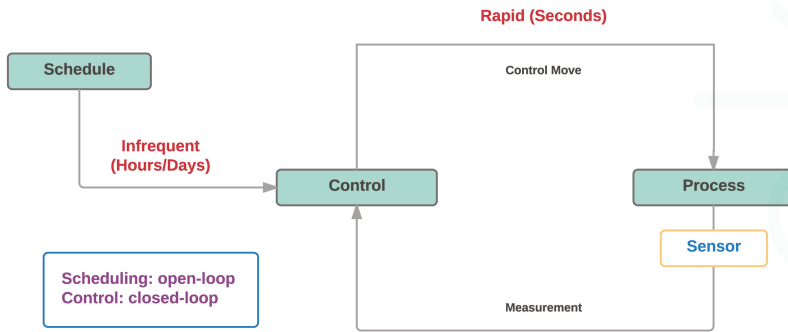 Rapid (Seconds)
Schedule
Control Move
Infrequent
(Hours/Days)
Control
Process
Sensor
Scheduling: open-loop
Control: closed-loop
Measurement